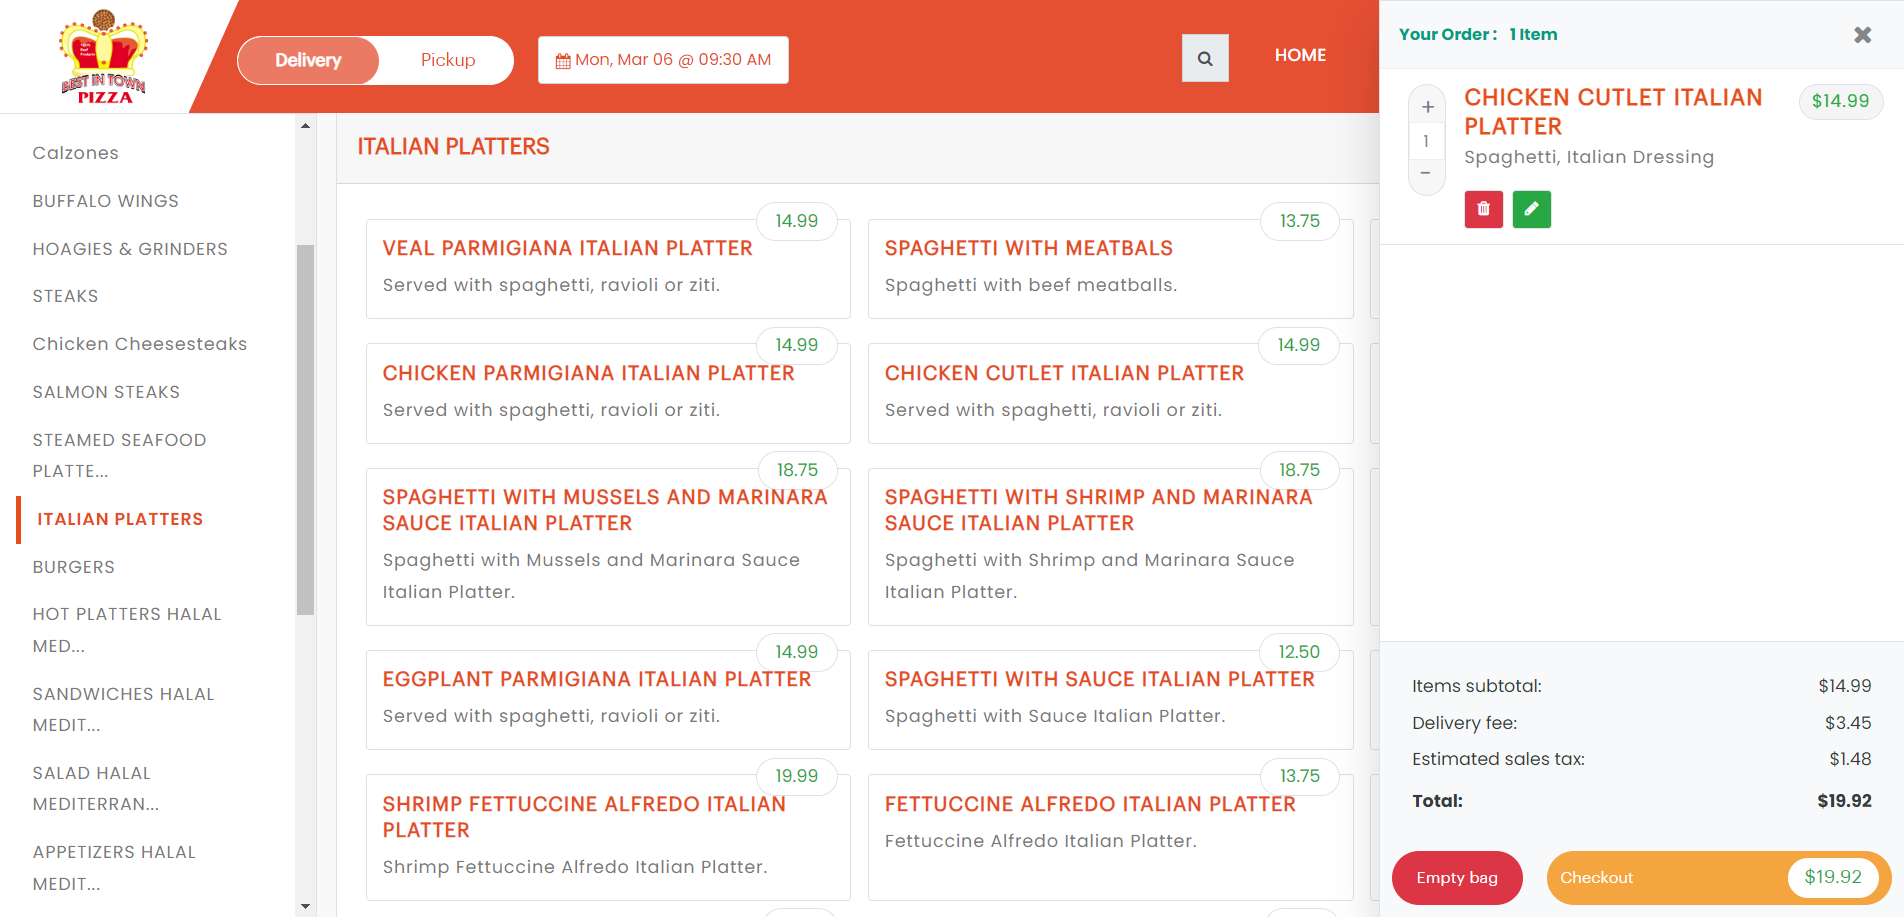 BEST IN TOWN
PIZZA
Delivery
Pickup
Mon, Mar 06 @ 09:30 AM
HOME
Your Order : 1 Item
Calzones
BUFFALO WINGS
HOAGIES & GRINDERS
STEAKS
Chicken Cheesesteaks
SALMON STEAKS
STEAMED SEAFOOD
PLATTE...
ITALIAN PLATTERS
BURGERS
HOT PLATTERS HALAL
MED...
SANDWICHES HALAL
MEDIT...
SALAD HALAL
MEDITERRAN...
APPETIZERS HALAL
MEDIT...
ITALIAN PLATTERS
14.99
VEAL PARMIGIANA ITALIAN PLATTER
Served with spaghetti, ravioli or ziti.
13.75
SPAGHETTI WITH MEATBALS
Spaghetti with beef meatballs.
14.99
CHICKEN PARMIGIANA ITALIAN PLATTER
Served with spaghetti, ravioli or ziti.
14.99
CHICKEN CUTLET ITALIAN PLATTER
Served with spaghetti, ravioli or ziti.
18.75
SPAGHETTI WITH MUSSELS AND MARINARA
SAUCE ITALIAN PLATTER
Spaghetti with Mussels and Marinara Sauce
Italian Platter.
18.75
SPAGHETTI WITH SHRIMP AND MARINARA
SAUCE ITALIAN PLATTER
Spaghetti with Shrimp and Marinara Sauce
Italian Platter.
14.99
EGGPLANT PARMIGIANA ITALIAN PLATTER
Served with spaghetti, ravioli or ziti.
12.50
SPAGHETTI WITH SAUCE ITALIAN PLATTER
Spaghetti with Sauce Italian Platter.
19.99
SHRIMP FETTUCCINE ALFREDO ITALIAN
PLATTER
Shrimp Fettuccine Alfredo Italian Platter.
13.75
FETTUCCINE ALFREDO ITALIAN PLATTER
Fettuccine Alfredo Italian Platter.
+
1
−
CHICKEN CUTLET ITALIAN
PLATTER
$14.99
Spaghetti, Italian Dressing
Items subtotal: $14.99
Delivery fee: $3.45
Estimated sales tax: $1.48
Total: $19.92
Empty bag
Checkout $19.92